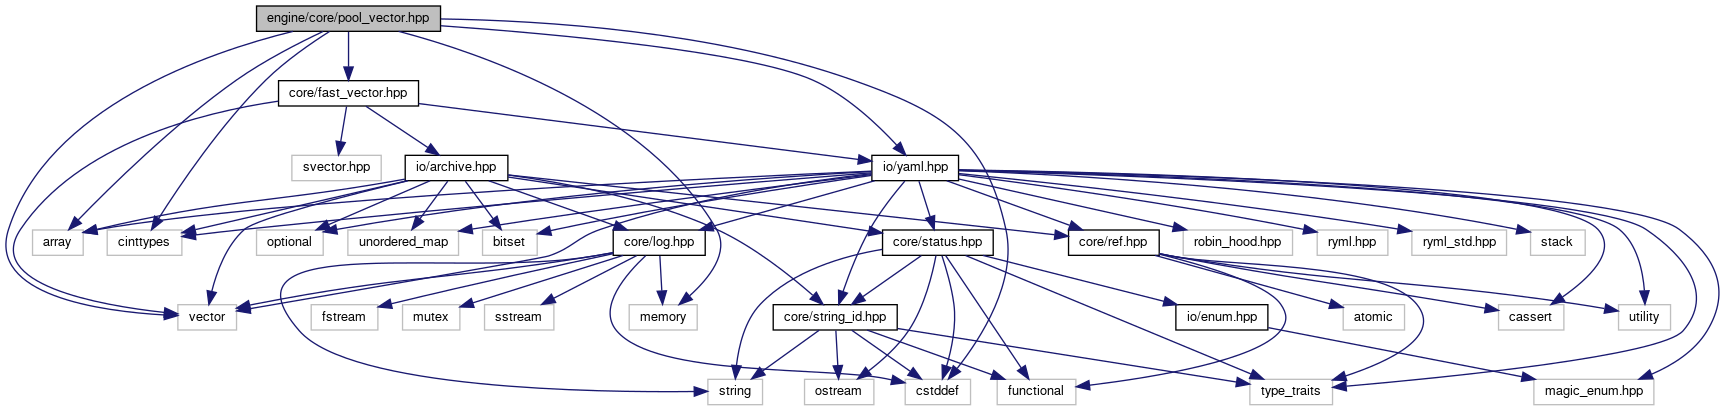 engine/core/pool_vector.hpp
core/fast_vector.hpp
svector.hpp
io/archive.hpp
io/yaml.hpp
array
cinttypes
optional
unordered_map
bitset
core/log.hpp
core/status.hpp
core/ref.hpp
robin_hood.hpp
ryml.hpp
ryml_std.hpp
stack
vector
fstream
mutex
sstream
memory
core/string_id.hpp
io/enum.hpp
atomic
cassert
utility
string
ostream
cstddef
functional
type_traits
magic_enum.hpp